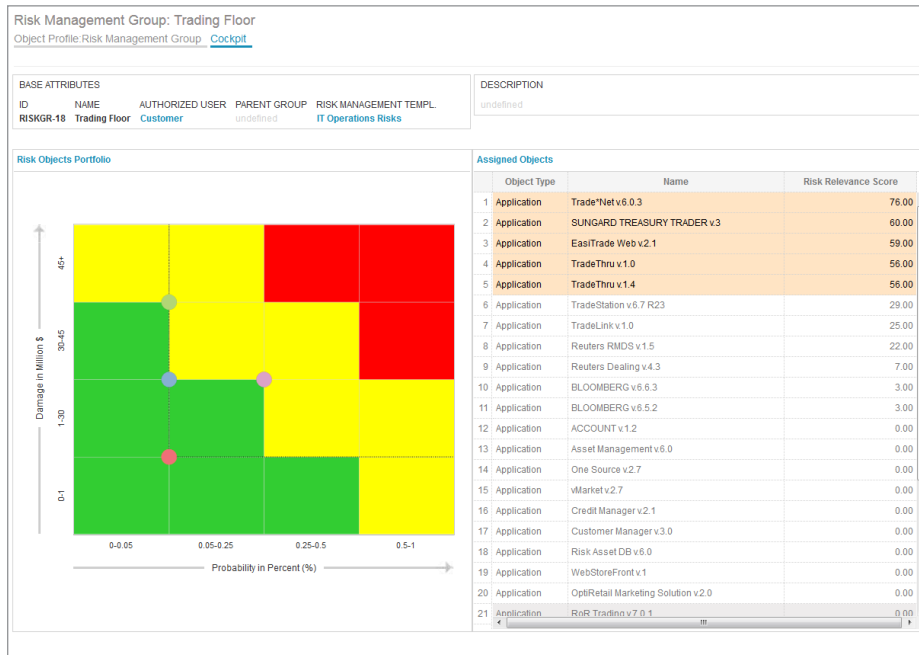 Risk Management Group: Trading Floor
Object Profile:Risk Management Group Cockpit
BASE ATTRIBUTES
ID NAME AUTHORIZED USER PARENT GROUP RISK MANAGEMENT TEMPL.
RISKGR-18 Trading Floor Customer undefined IT Operations Risks
DESCRIPTION
undefined
Risk Objects Portfolio
45+
30-45
1-30
0-1
Damage in Million $
0-0.05 0.05-0.25 0.25-0.5 0.5-1
Probability in Percent (%)
Assigned Objects
Object Type Name Risk Relevance Score
1 Application Trade*Net v.6.0.3 76.00
2 Application SUNGARD TREASURY TRADER v.3 60.00
3 Application EasiTrade Web v.2.1 59.00
4 Application TradeThru v.1.0 56.00
5 Application TradeThru v.1.4 56.00
6 Application TradeStation v.6.7 R23 29.00
7 Application TradeLink v.1.0 25.00
8 Application Reuters RMDS v.1.5 22.00
9 Application Reuters Dealing v.4.3 7.00
10 Application BLOOMBERG v.6.6.3 3.00
11 Application BLOOMBERG v.6.5.2 3.00
12 Application ACCOUNT v.1.2 0.00
13 Application Asset Management v.6.0 0.00
14 Application One Source v.2.7 0.00
15 Application vMarket v.2.7 0.00
16 Application Credit Manager v.2.1 0.00
17 Application Customer Manager v.3.0 0.00
18 Application Risk Asset DB v.6.0 0.00
19 Application WebStoreFront v.1 0.00
20 Application OptiRetail Marketing Solution v.2.0 0.00
21 Application RoR Trading v.7.0.1 0.00